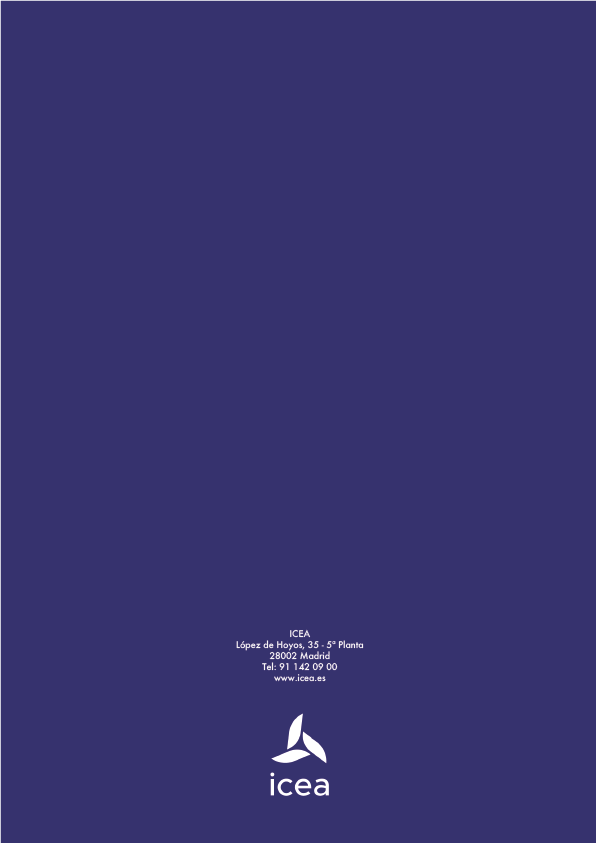 ICEA
López de Hoyos, 35 - 5ª Planta
28002 Madrid
Tel: 91 142 09 00
www.icea.es
icea